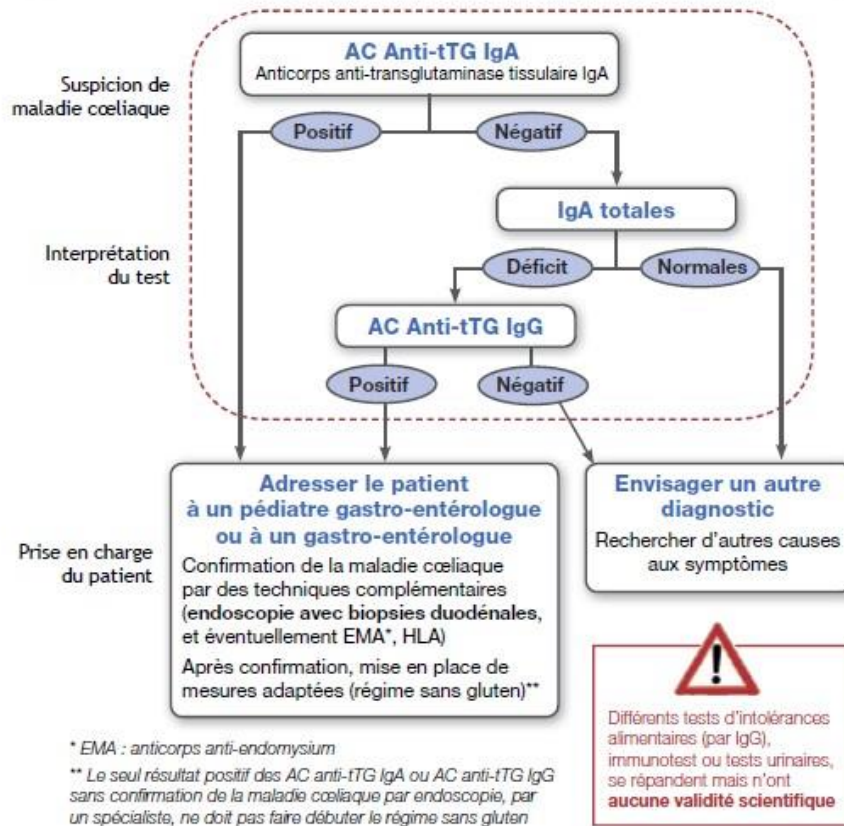 AC Anti-tTG IgA
Anticorps anti-transglutaminase tissulaire IgA
Suspicion de
maladie cœliaque
Positif
Négatif
IgA totales
Interprétation
du test
Déficit
Normales
AC Anti-tTG IgG
Positif
Négatif
Prise en charge
du patient
Adresser le patient
à un pédiatre gastro-entérologue
ou à un gastro-entérologue
Confirmation de la maladie cœliaque
par des techniques complémentaires
(endoscopie avec biopsies duodénales,
et éventuellement EMA*, HLA)
Après confirmation, mise en place de
mesures adaptées (régime sans gluten)**
Envisager un autre
diagnostic
Rechercher d'autres causes
aux symptômes
!
Différents tests d'intolérances
alimentaires (par IgG),
immunotest ou tests urinaires,
se répandent mais n'ont
aucune validité scientifique
* EMA : anticorps anti-endomysium
** Le seul résultat positif des AC anti-tTG IgA ou AC anti-tTG IgG
sans confirmation de la maladie cœliaque par endoscopie, par
un spécialiste, ne doit pas faire débuter le régime sans gluten